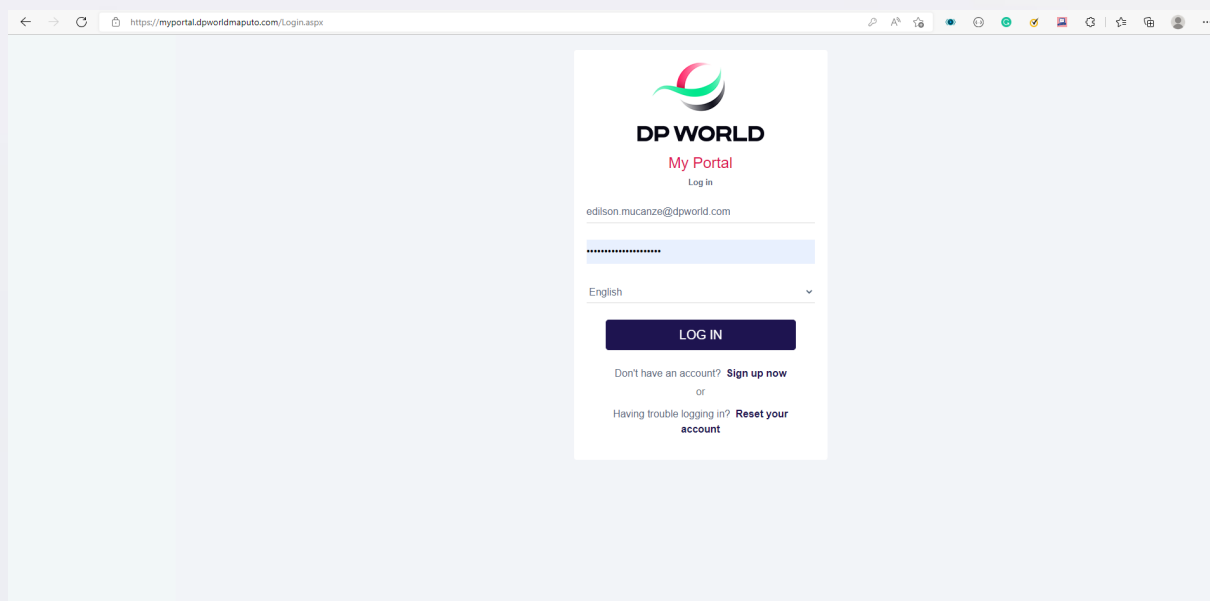 https://myportal.dpworldmaputo.com/Login.aspx
DP WORLD
My Portal
Log in
edilson.mucanze@dpworld.com
•••••••••••••••••••••
English
LOG IN
Don't have an account? Sign up now
or
Having trouble logging in? Reset your
account